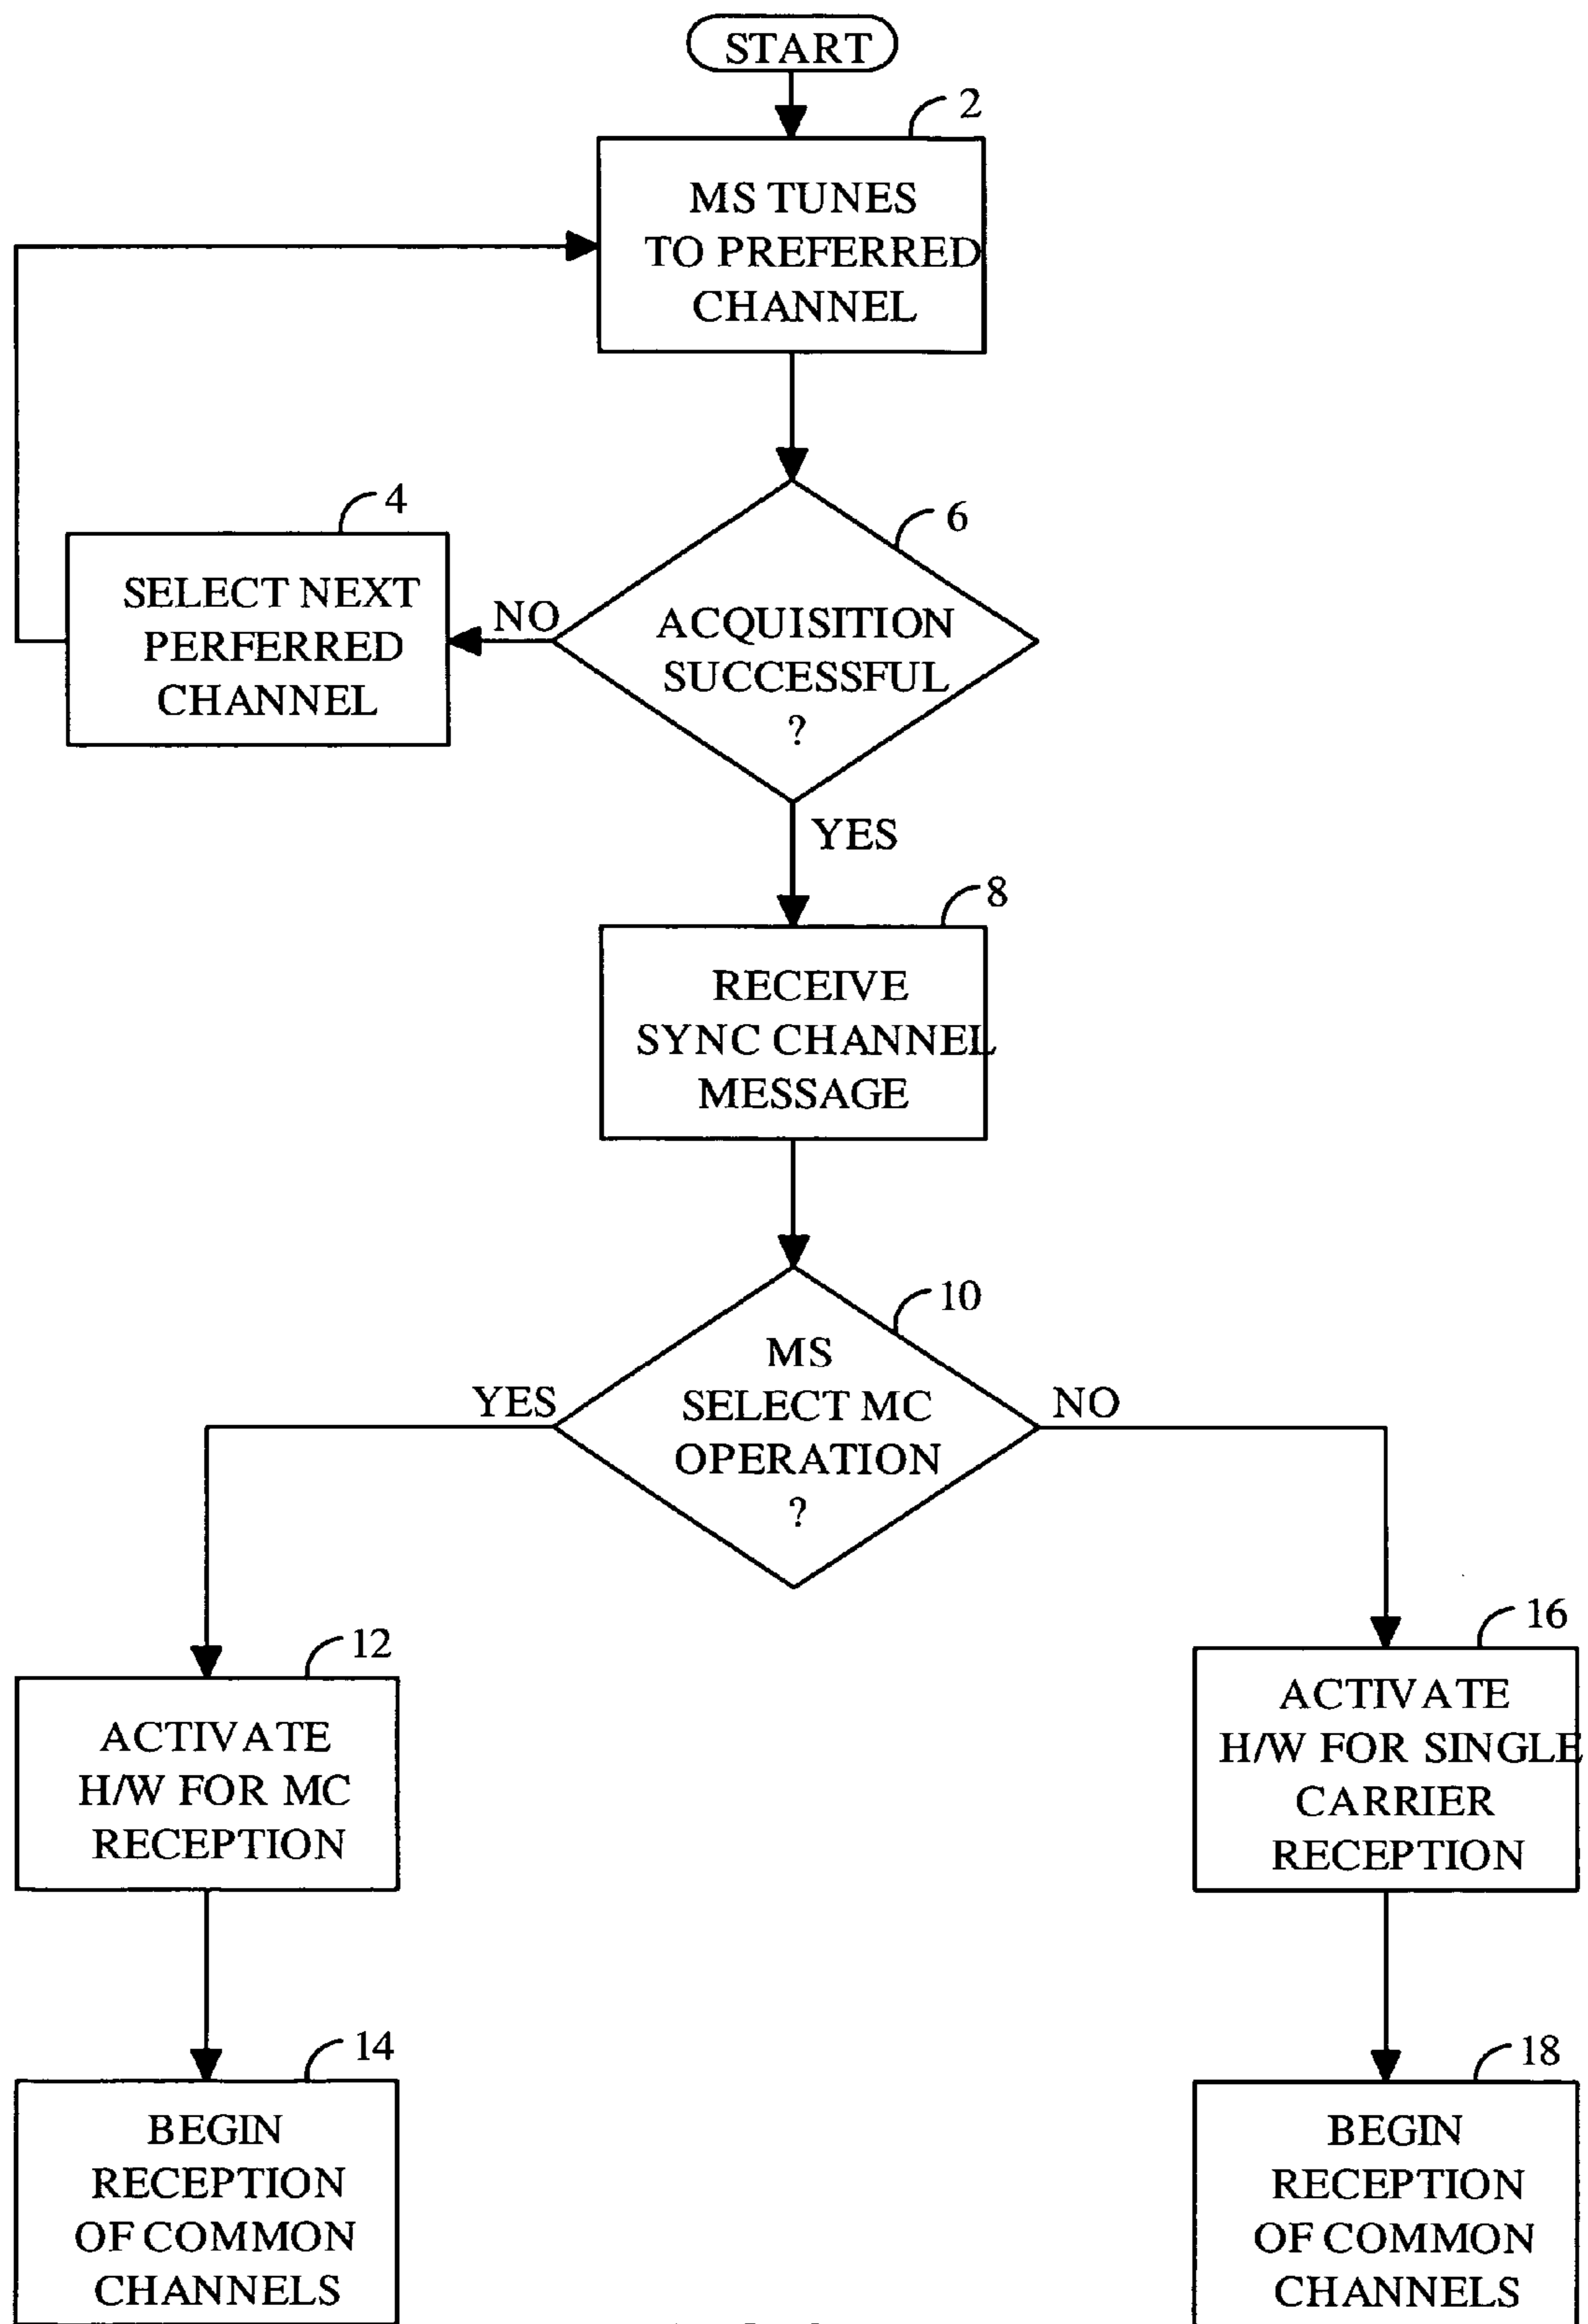 START
2
MS TUNES
TO PREFERRED
CHANNEL
4
SELECT NEXT
PERFERRED
CHANNEL
NO
6
ACQUISITION
SUCCESSFUL
?
YES
8
RECEIVE
SYNC CHANNEL
MESSAGE
10
MS
SELECT MC
OPERATION
?
YES
NO
12
ACTIVATE
H/W FOR MC
RECEPTION
16
ACTIVATE
H/W FOR SINGLE
CARRIER
RECEPTION
14
BEGIN
RECEPTION
OF COMMON
CHANNELS
18
BEGIN
RECEPTION
OF COMMON
CHANNELS